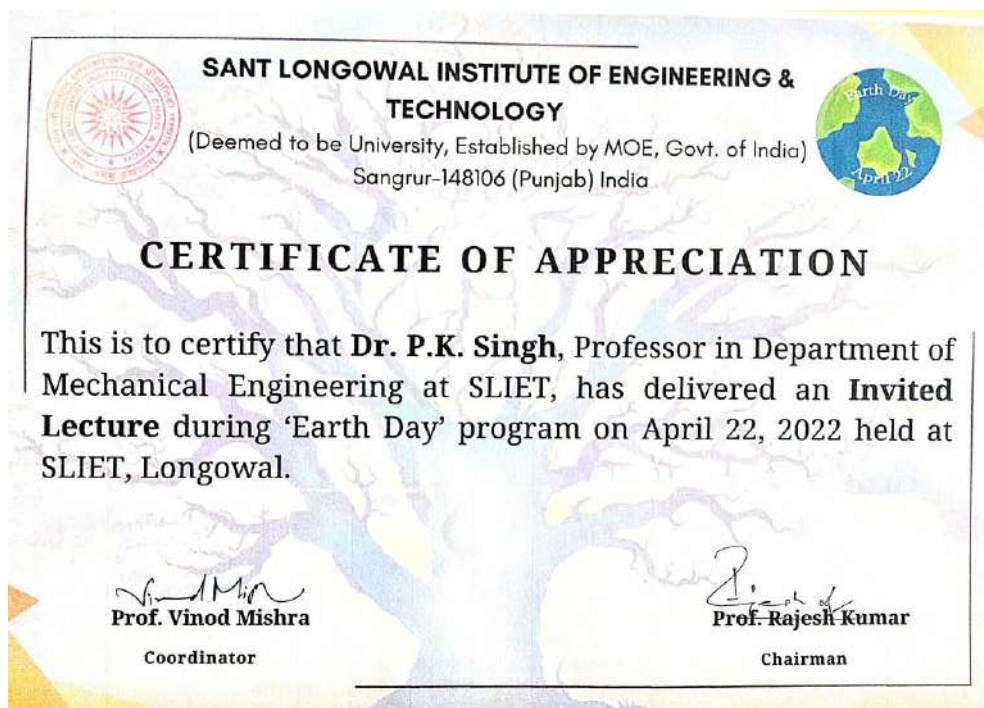 SANT LONGOWAL INSTITUTE OF ENGINEERING &
TECHNOLOGY
(Deemed to be University, Established by MOE, Govt. of India)
Sangrur-148106 (Punjab) India
Earth Day
April 22
CERTIFICATE OF APPRECIATION
This is to certify that Dr. P.K. Singh, Professor in Department of
Mechanical Engineering at SLIET, has delivered an Invited
Lecture during ‘Earth Day’ program on April 22, 2022 held at
SLIET, Longowal.
Prof. Vinod Mishra
Coordinator
Prof. Rajesh Kumar
Chairman